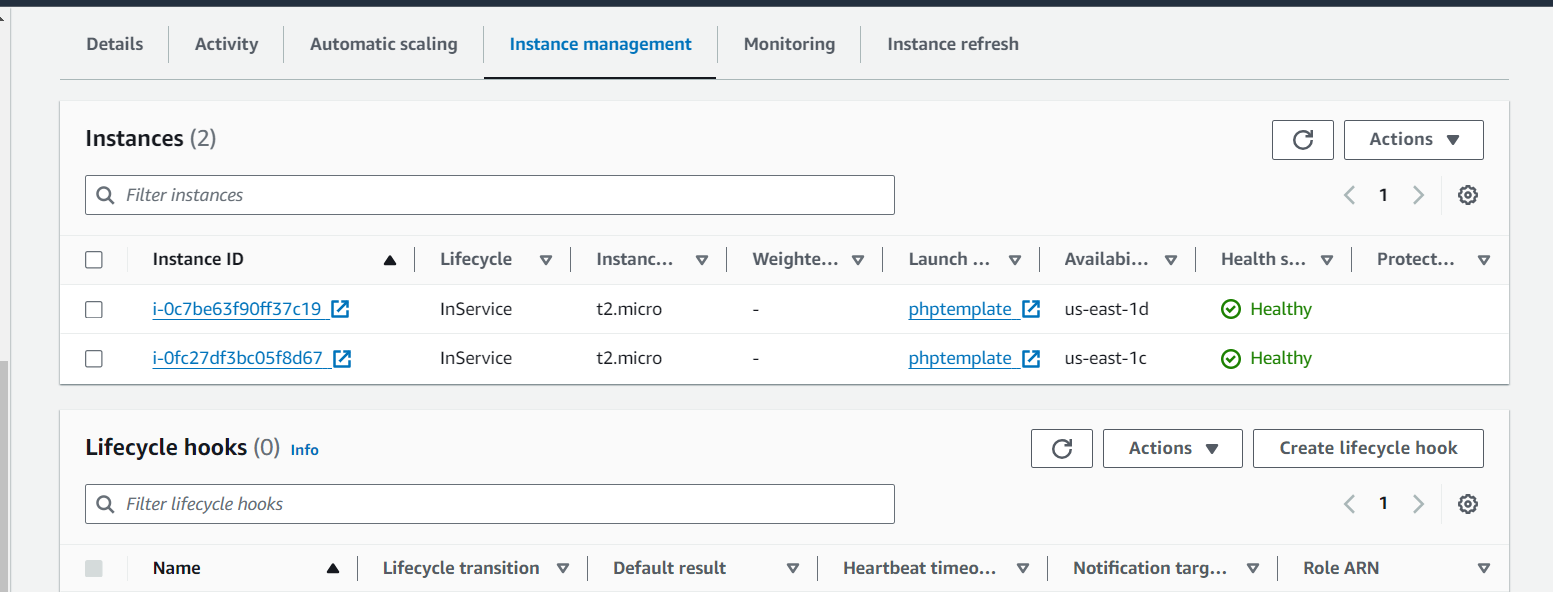 Details Activity Automatic scaling Instance management Monitoring Instance refresh
Instances (2)
Actions
Filter instances
1
Instance ID Lifecycle Instanc... Weighte... Launch ... Availabi... Health s... Protect...
i-0c7be63f90ff37c19 InService t2.micro - phptemplate us-east-1d Healthy
i-0fc27df3bc05f8d67 InService t2.micro - phptemplate us-east-1c Healthy
Lifecycle hooks (0) Info
Actions Create lifecycle hook
Filter lifecycle hooks
1
Name Lifecycle transition Default result Heartbeat timeo... Notification targ... Role ARN